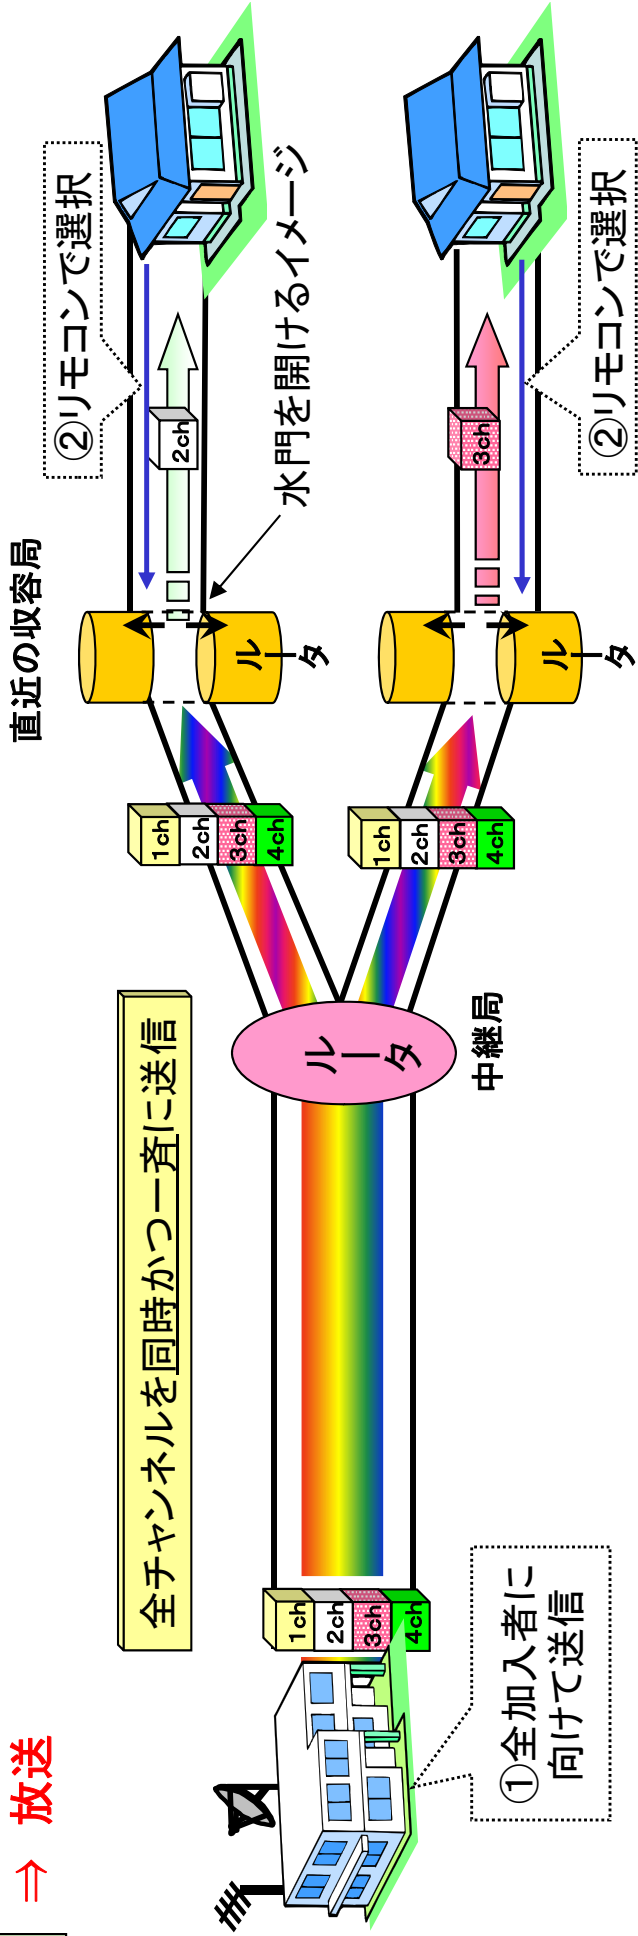 ⇒ 放送
全チャンネルを同時かつ一斉に送信
直近の収容局
②リモコンで選択
1ch
2ch
3ch
4ch
2ch
ルータ
水門を開けるイメージ
1ch
2ch
3ch
4ch
ルータ
中継局
1ch
2ch
3ch
4ch
3ch
ルータ
②リモコンで選択
①全加入者に
向けて送信